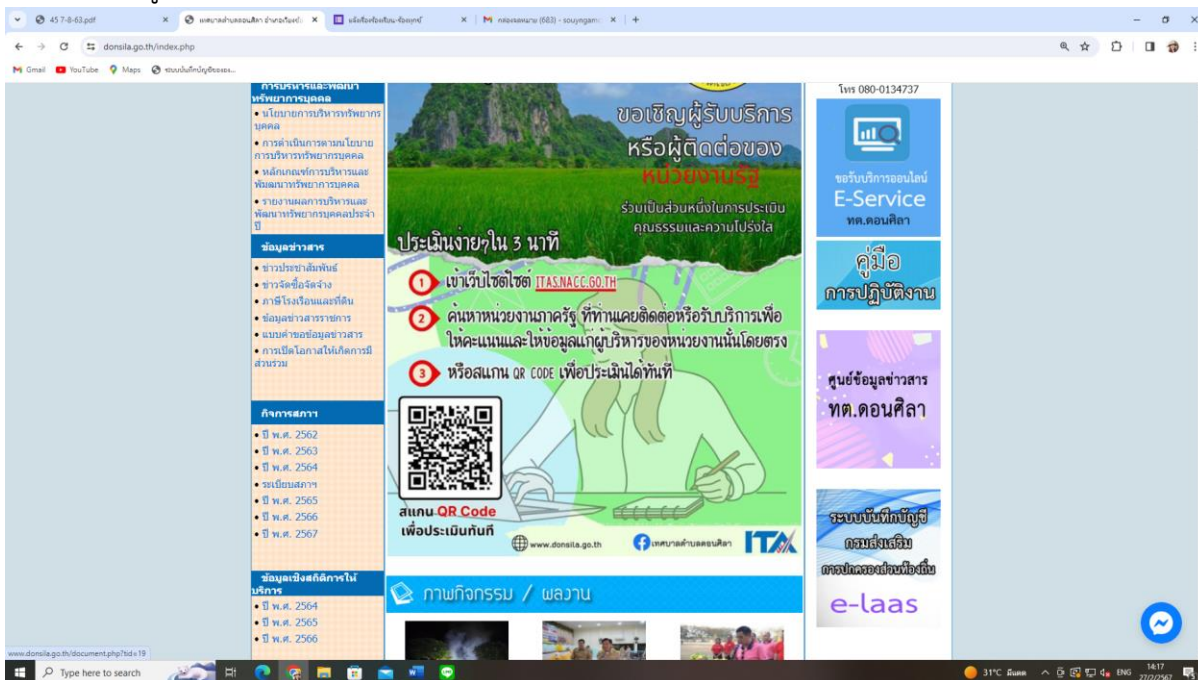 45 7-8-63.pdf
donsila.go.th/index.php
Gmail
YouTube
Maps
การบริหารและพัฒนา
ทรัพยากรบุคคล
• นโยบายการบริหารทรัพยากร
บุคคล
• การดำเนินการตามนโยบาย
การบริหารทรัพยากรบุคคล
• หลักเกณฑ์การบริหารและ
พัฒนาทรัพยากรบุคคล
• รายงานผลการบริหารและ
พัฒนาทรัพยากรบุคคลประจำ
ปี
ข้อมูลข่าวสาร
• ข่าวประชาสัมพันธ์
• ข่าวจัดซื้อจัดจ้าง
• ภาษีโรงเรือนและที่ดิน
• ข้อมูลข่าวสารราชการ
• แบบคำขอข้อมูลข่าวสาร
• การเปิดโอกาสให้เกิดการมี
ส่วนร่วม
กิจการสภาฯ
• ปี พ.ศ. 2562
• ปี พ.ศ. 2563
• ปี พ.ศ. 2564
• ระเบียบสภาฯ
• ปี พ.ศ. 2565
• ปี พ.ศ. 2566
• ปี พ.ศ. 2567
ข้อมูลเชิงสถิติการให้
บริการ
• ปี พ.ศ. 2564
• ปี พ.ศ. 2565
• ปี พ.ศ. 2566
ขอเชิญผู้รับบริการ
หรือผู้ติดต่อของ
หน่วยงานรัฐ
ร่วมเป็นส่วนหนึ่งในการประเมิน
คุณธรรมและความโปร่งใส
ประเมินง่ายๆใน 3 นาที
1 เข้าเว็บไซต์ไซต์ ITAS.NACC.GO.TH
2 ค้นหาหน่วยงานภาครัฐ ที่ท่านเคยติดต่อหรือรับบริการเพื่อ
ให้คะแนนและให้ข้อมูลแก่ผู้บริหารของหน่วยงานนั้นโดยตรง
3 หรือสแกน QR CODE เพื่อประเมินได้ทันที
สแกน QR Code
เพื่อประเมินทันที
www.donsila.go.th
เทศบาลตำบลดอนศิลา
ITA
ภาพกิจกรรม / ผลงาน
โทร 080-0134737
ขอรับบริการออนไลน์
E-Service
ทต.ดอนศิลา
คู่มือ
การปฏิบัติงาน
ศูนย์ข้อมูลข่าวสาร
ทต.ดอนศิลา
ระบบบันทึกบัญชี
กรมส่งเสริม
การปกครองส่วนท้องถิ่น
e-laas
www.donsila.go.th/document.php?tid=19
Type here to search
31°C มีแดด
ENG
14:17
27/2/2567